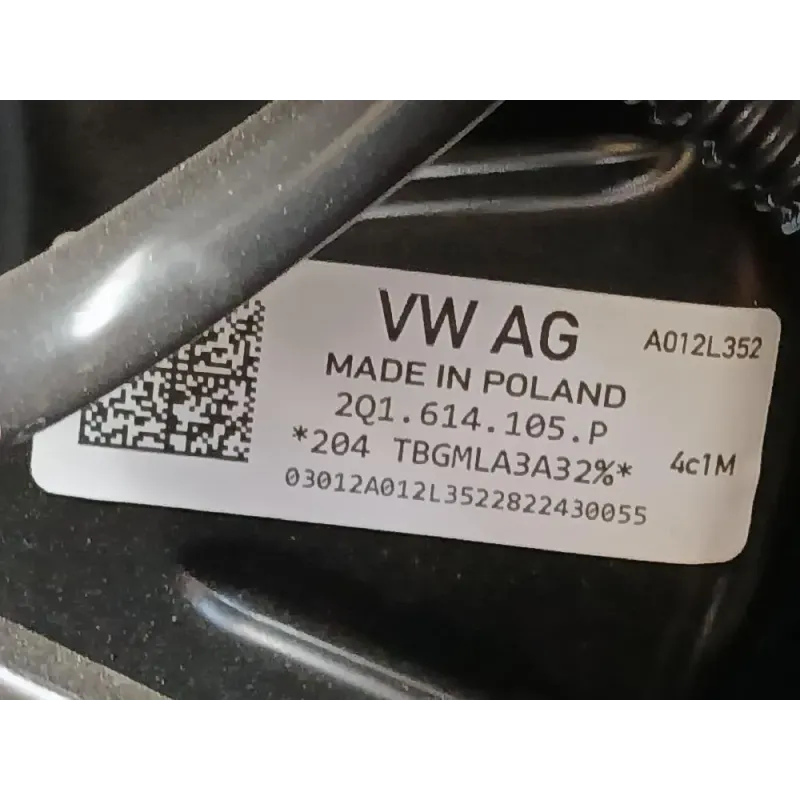 VW AG
A012L352
MADE IN POLAND
2Q1.614.105.P
*204 TBGMLA3A32%*
4c1M
03012A012L3522822430055